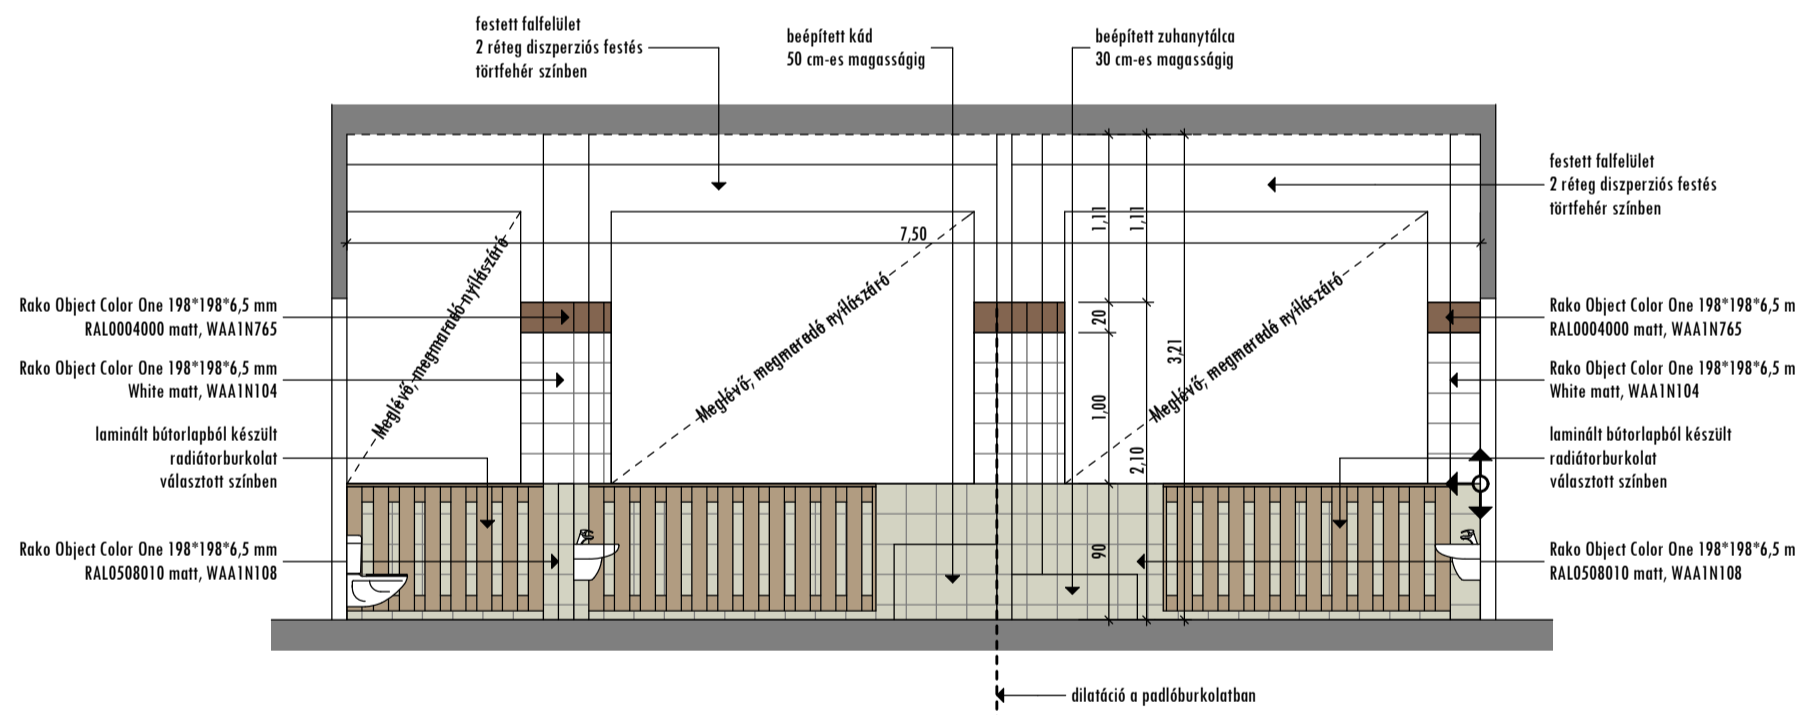 festett falfelület
2 réteg diszperziós festés
törtfehér színben
beépített kád
50 cm-es magasságig
beépített zuhanytálca
30 cm-es magasságig
festett falfelület
2 réteg diszperziós festés
törtfehér színben
1,11
1,11
7,50
Rako Object Color One 198*198*6,5 mm
RAL0004000 matt, WAA1N765
Rako Object Color One 198*198*6,5 mm
White matt, WAA1N104
laminált bútorlapból készült
radiátorburkolat
választott színben
Rako Object Color One 198*198*6,5 mm
RAL0508010 matt, WAA1N108
Meglévő, megmaradó nyílászáró
Meglévő, megmaradó nyílászáró
Meglévő, megmaradó nyílászáró
20
3,21
1,00
2,10
90
Rako Object Color One 198*198*6,5 m
RAL0004000 matt, WAA1N765
Rako Object Color One 198*198*6,5 m
White matt, WAA1N104
laminált bútorlapból készült
radiátorburkolat
választott színben
Rako Object Color One 198*198*6,5 m
RAL0508010 matt, WAA1N108
dilatáció a padlóburkolatban